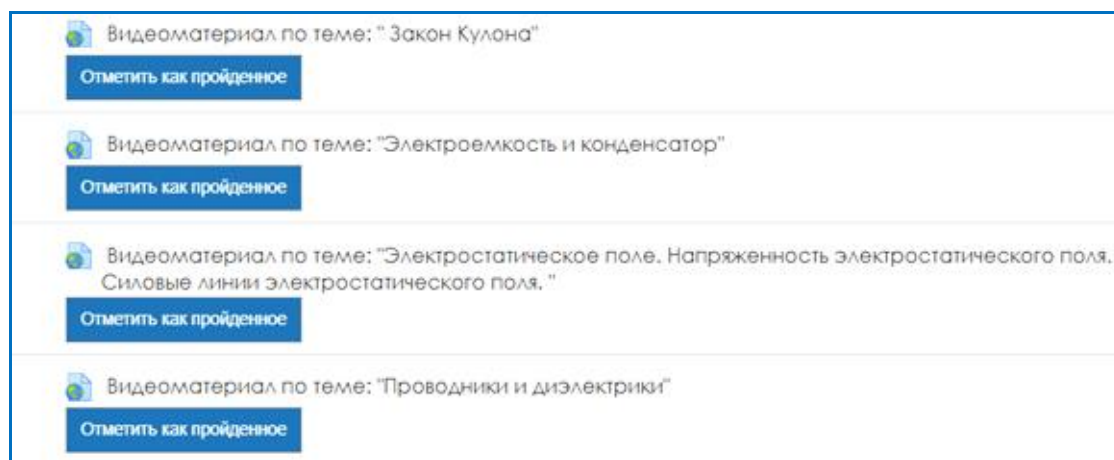 Видеоматериал по теме: " Закон Кулона"
Отметить как пройденное
Видеоматериал по теме: "Электроемкость и конденсатор"
Отметить как пройденное
Видеоматериал по теме: "Электростатическое поле. Напряженность электростатического поля.
Силовые линии электростатического поля. "
Отметить как пройденное
Видеоматериал по теме: "Проводники и диэлектрики"
Отметить как пройденное